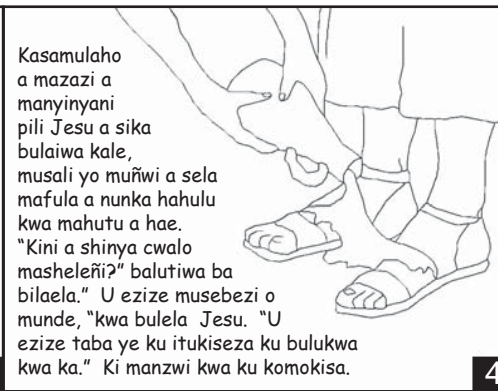 Kasamulaho
a mazazi a
manyinyani
pili Jesu a sika
bulaiwa kale,
musali yo muñwi a sela
mafula a nunka hahulu
kwa mahutu a hae.
“Kini a shinya cwalo
masheleñi?” balutiwa ba
bilaela.” U ezize musebezi o
munde, “kwa bulela Jesu. “U
ezize taba ye ku itukiseza ku bulukwa
kwa ka.” Ki manzwi kwa ku komokisa.
4